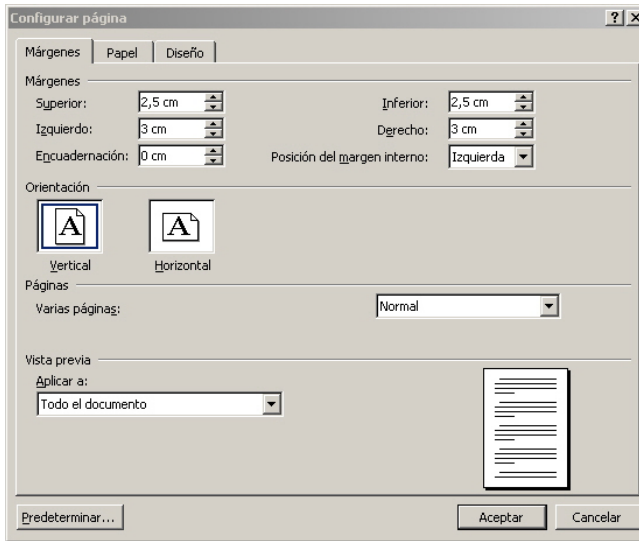 Configurar página
Márgenes Papel Diseño
Márgenes
Superior: 2,5 cm Inferior: 2,5 cm
Izquierdo: 3 cm Derecho: 3 cm
Encuadernación: 0 cm Posición del margen interno: Izquierda
Orientación
A A
Vertical Horizontal
Páginas
Varias páginas: Normal
Vista previa
Aplicar a:
Todo el documento
Predeterminar... Aceptar Cancelar